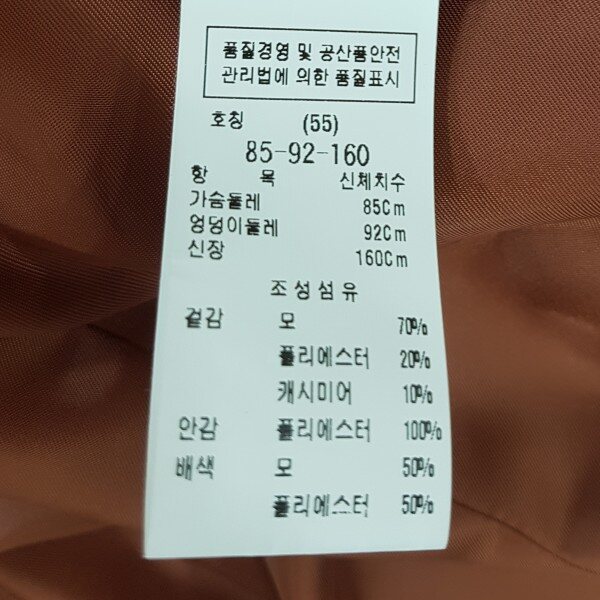 품질경영 및 공산품안전
관리법에 의한 품질표시
호칭 (55)
85-92-160
항 목 신체치수
가슴둘레 85Cm
엉덩이둘레 92Cm
신장 160Cm
조성섬유
겉감 모 70%
폴리에스터 20%
캐시미어 10%
안감 폴리에스터 100%
배색 모 50%
폴리에스터 50%